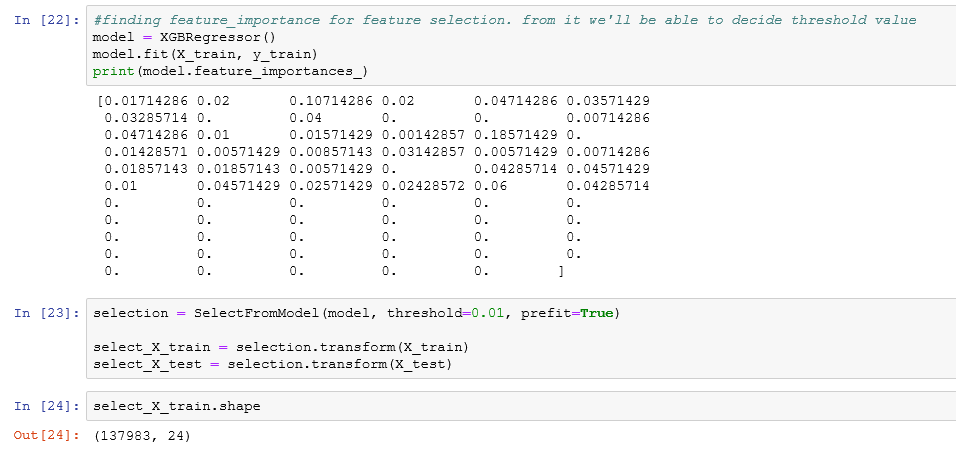 In [22]: #finding feature_importance for feature selection. from it we'll be able to decide threshold value
model = XGBRegressor()
model.fit(X_train, y_train)
print(model.feature_importances_)
[0.01714286 0.02 0.10714286 0.02 0.04714286 0.03571429
0.03285714 0. 0.04 0. 0. 0.00714286
0.04714286 0.01 0.01571429 0.00142857 0.18571429 0.
0.01428571 0.00571429 0.00857143 0.03142857 0.00571429 0.00714286
0.01857143 0.01857143 0.00571429 0. 0.04285714 0.04571429
0.01 0.04571429 0.02571429 0.02428572 0.06 0.04285714
0. 0. 0. 0. 0. 0.
0. 0. 0. 0. 0. 0.
0. 0. 0. 0. 0. 0.
0. 0. 0. 0. 0. 0.
0. 0. 0. 0. 0. ]
In [23]: selection = SelectFromModel(model, threshold=0.01, prefit=True)
select_X_train = selection.transform(X_train)
select_X_test = selection.transform(X_test)
In [24]: select_X_train.shape
Out[24]: (137983, 24)